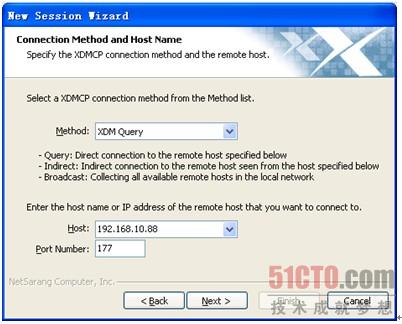 New Session Wizard
Connection Method and Host Name
Specify the XDMCP connection method and the remote host.
Select a XDMCP connection method from the Method list.
Method: XDM Query
- Query: Direct connection to the remote host specified below
- Indirect: Indirect connection to the remote host seen from the host specified below
- Broadcast: Collecting all available remote hosts in the local network
Enter the host name or IP address of the remote host that you want to connect to.
Host: 192.168.10.88
Port Number: 177
NetSarang Computer, Inc.
51CTO.com
< Back Next > Finish Cancel
技术成就梦想